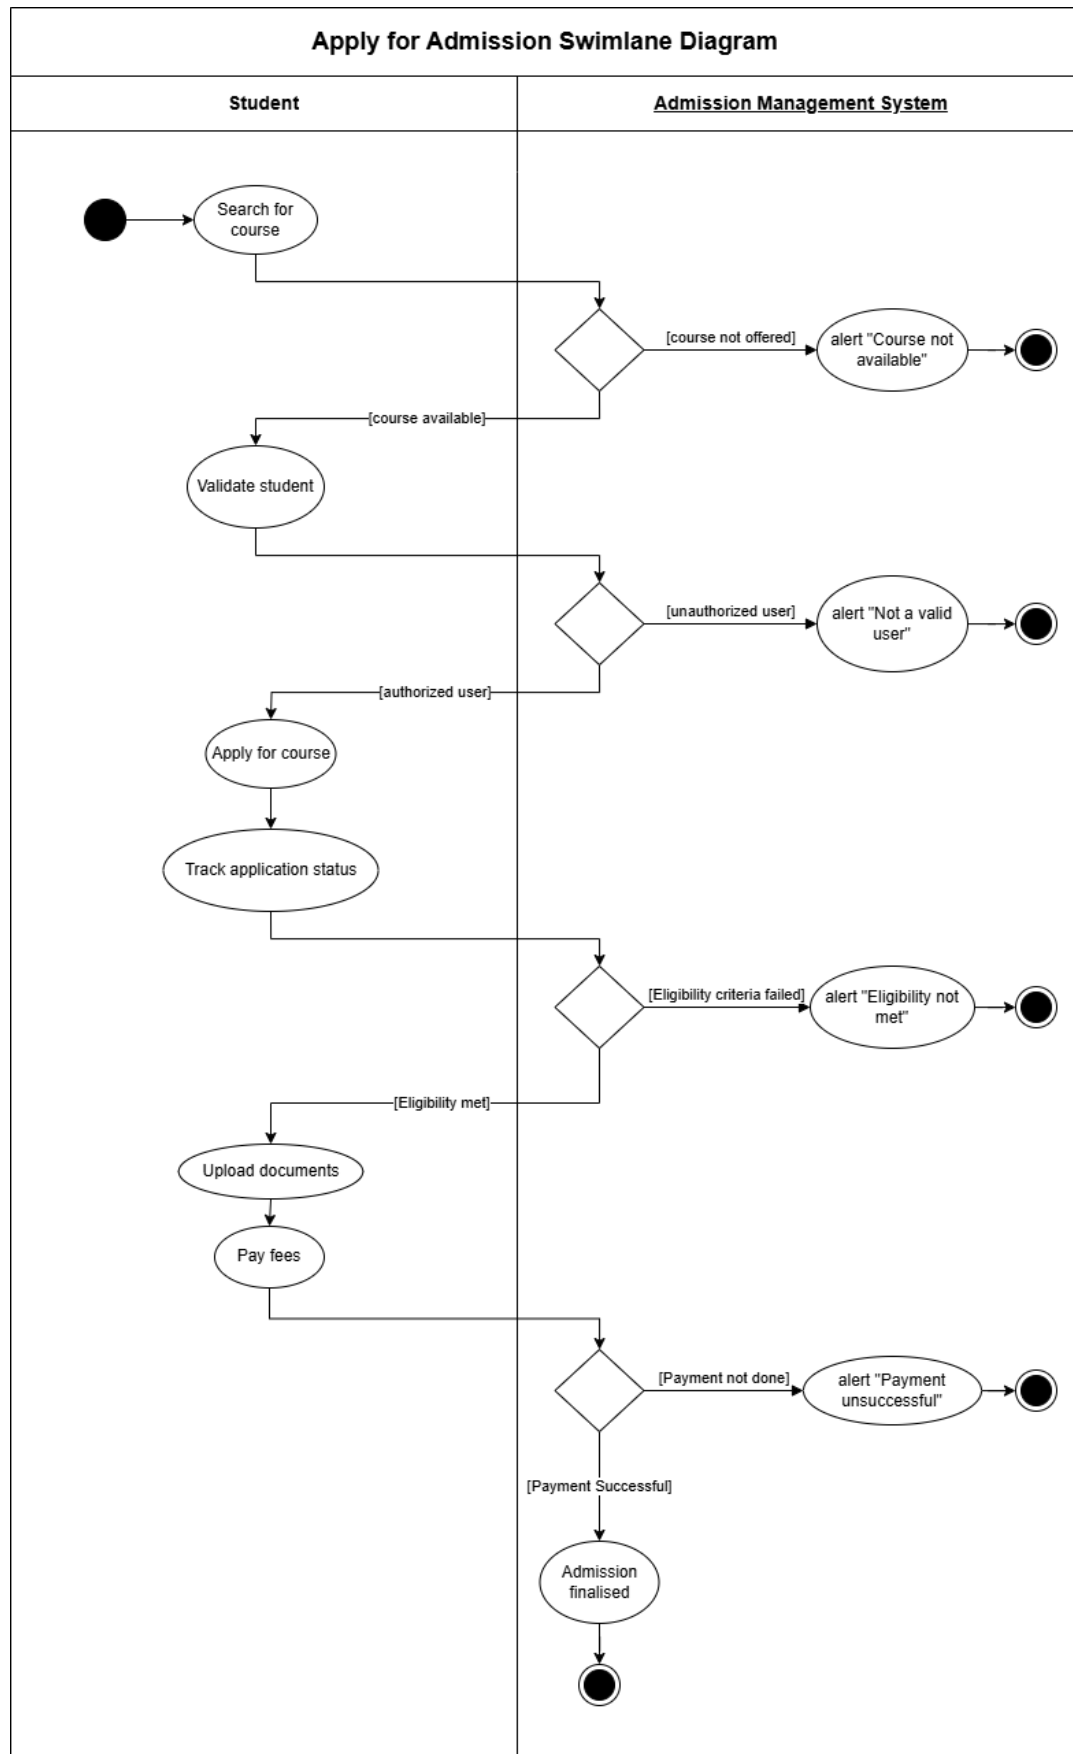 Apply for Admission Swimlane Diagram
Student
Admission Management System
Search for
course
[course not offered]
alert "Course not
available"
[course available]
Validate student
[unauthorized user]
alert "Not a valid
user"
[authorized user]
Apply for course
Track application status
[Eligibility criteria failed]
alert "Eligibility not
met"
[Eligibility met]
Upload documents
Pay fees
[Payment not done]
alert "Payment
unsuccessful"
[Payment Successful]
Admission
finalised